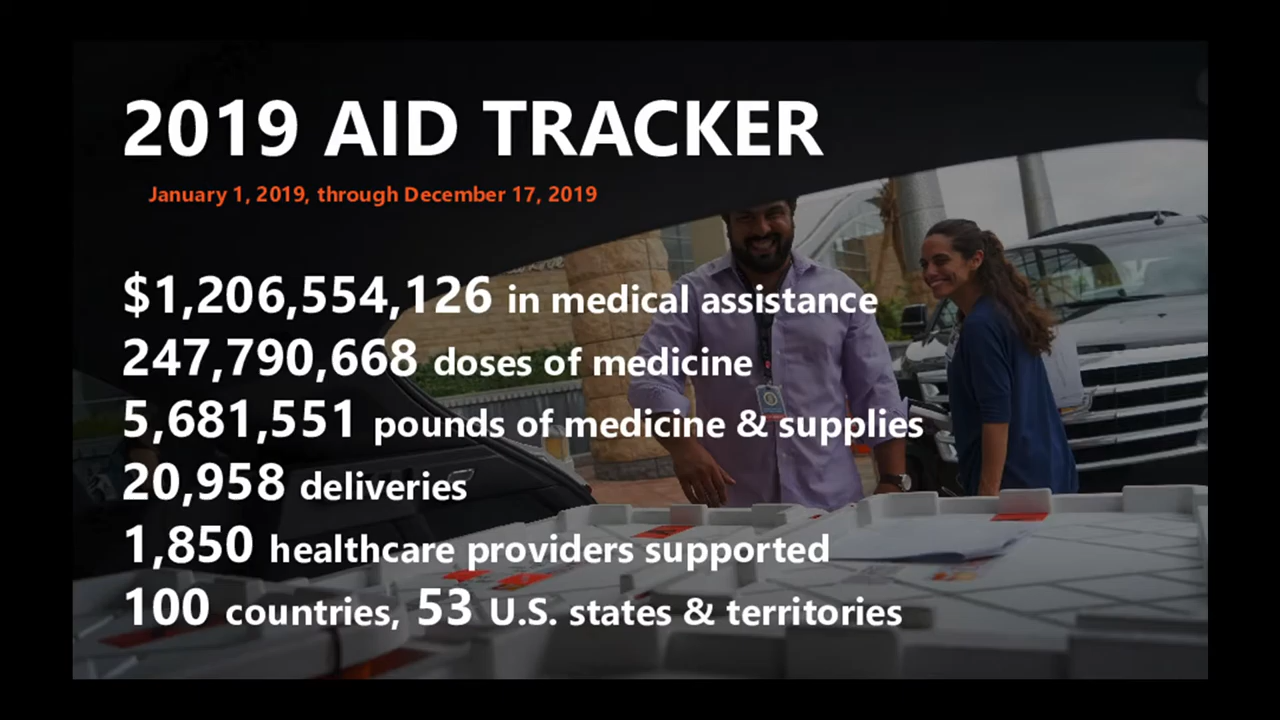 2019 AID TRACKER
January 1, 2019, through December 17, 2019
$1,206,554,126 in medical assistance
247,790,668 doses of medicine
5,681,551 pounds of medicine & supplies
20,958 deliveries
1,850 healthcare providers supported
100 countries, 53 U.S. states & territories